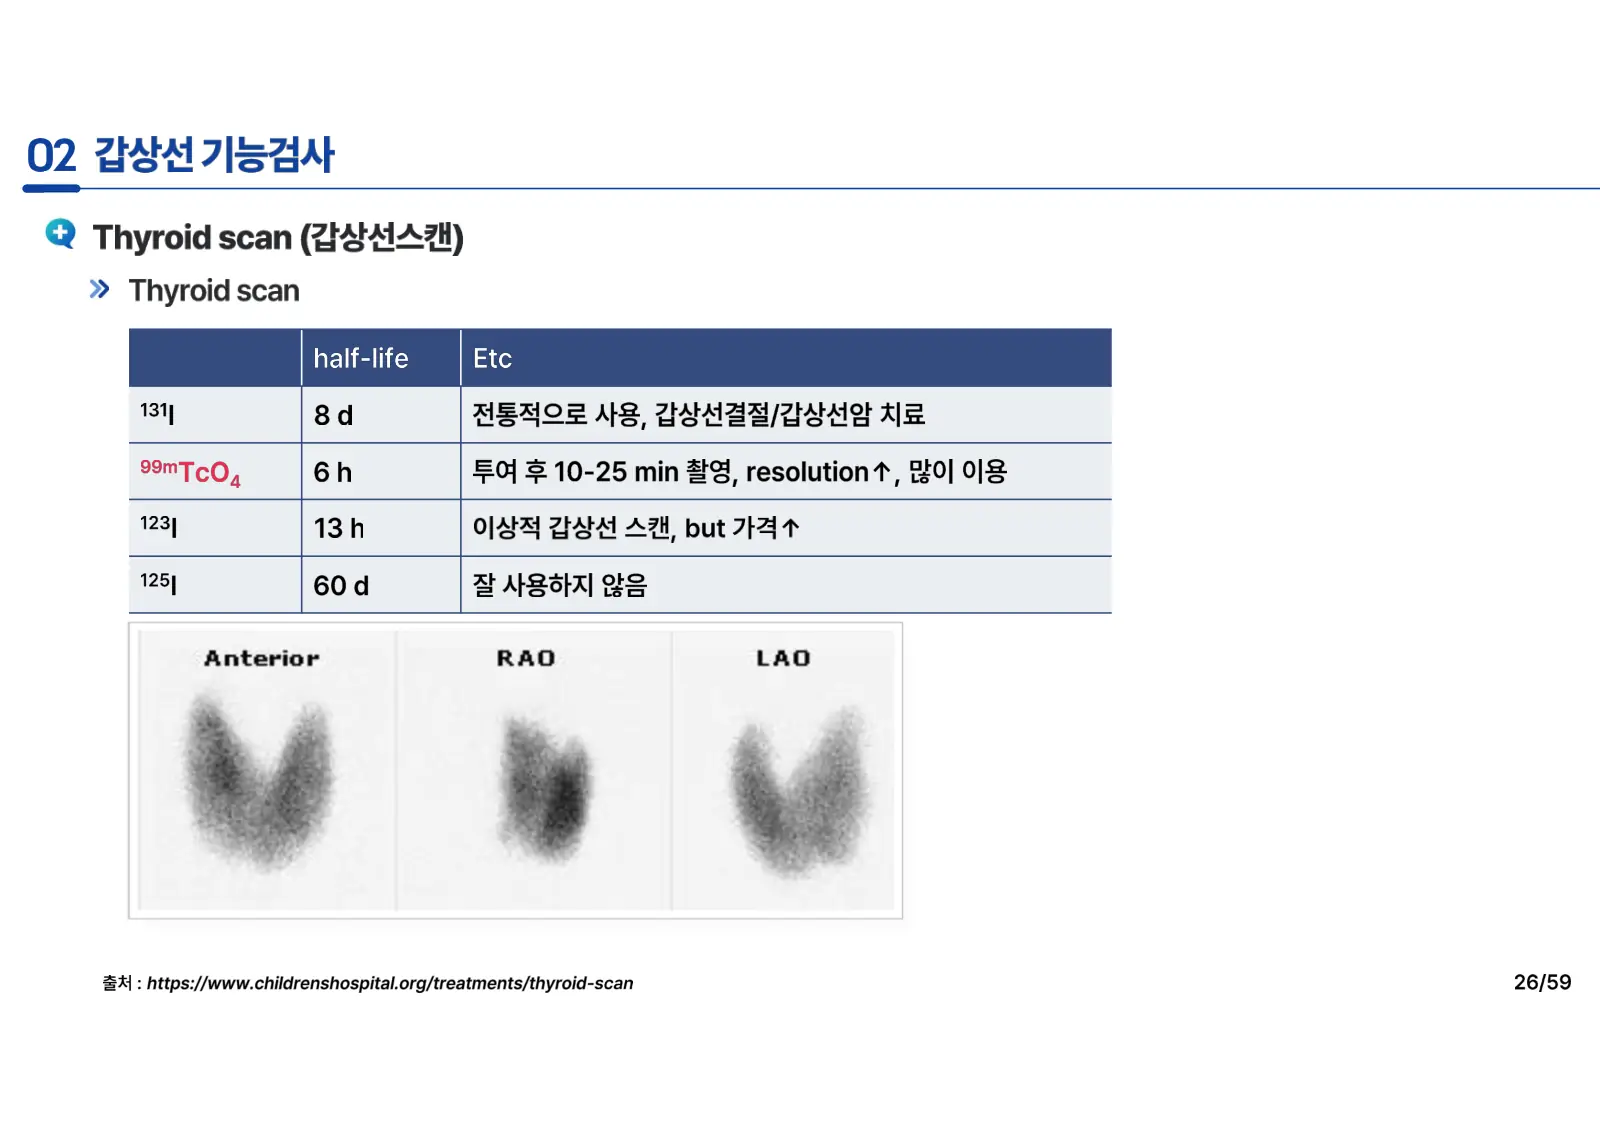 02 갑상선 기능검사
Thyroid scan (갑상선스캔)
Thyroid scan
half-life Etc
¹³¹I 8 d 전통적으로 사용, 갑상선결절/갑상선암 치료
⁹⁹ᵐTcO₄ 6 h 투여 후 10-25 min 촬영, resolution↑, 많이 이용
¹²³I 13 h 이상적 갑상선 스캔, but 가격↑
¹²⁵I 60 d 잘 사용하지 않음
Anterior RAO LAO
출처 : https://www.childrenshospital.org/treatments/thyroid-scan
26/59